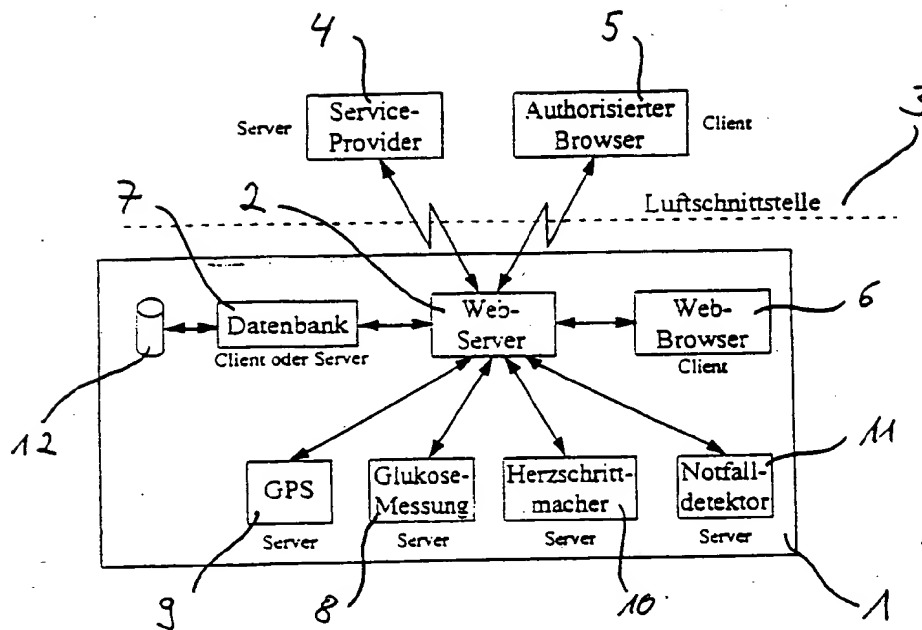 4
5
3
Server
Service-
Provider
Authorisierter
Browser
Client
Luftschnittstelle
7
2
6
Datenbank
Client oder Server
Web-
Server
Web-
Browser
Client
12
11
GPS
Server
Glukose-
Messung
Server
Herzschritt-
macher
Server
Notfall-
detektor
Server
9
8
10
1